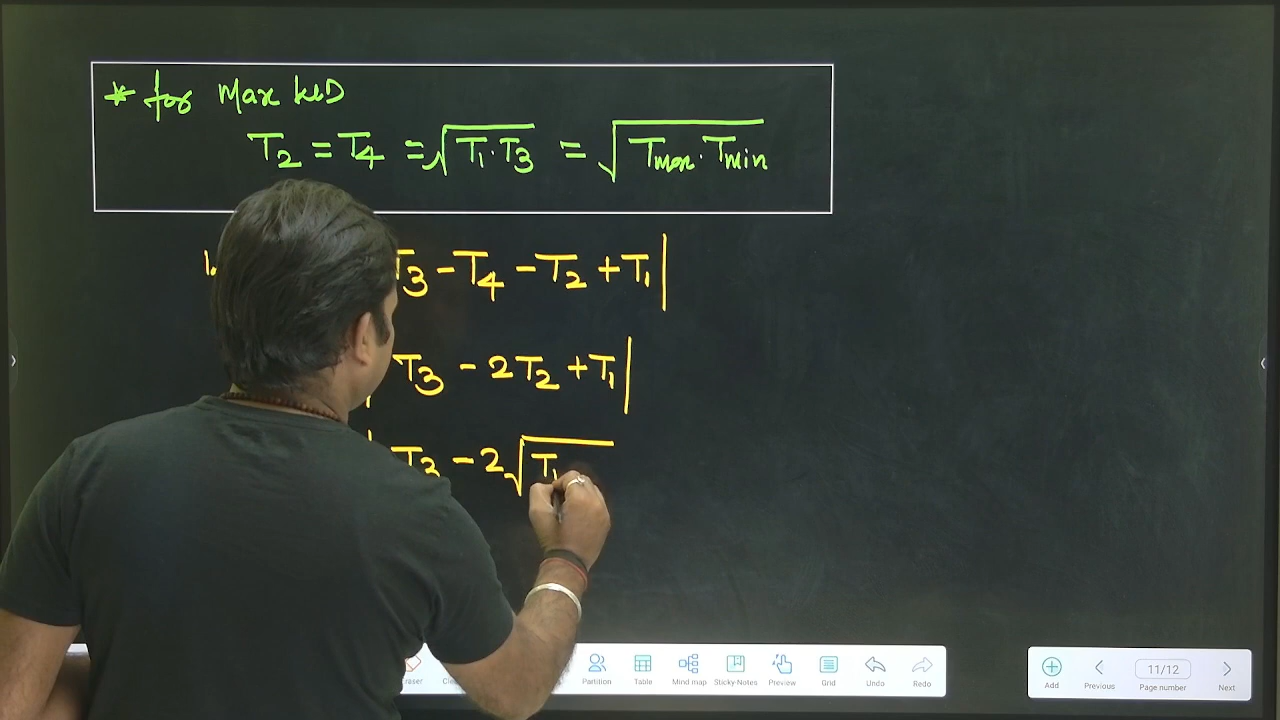 * for Max WD
T2 = T4 = √T1.T3 = √Tmax.Tmin
T3 - T4 - T2 + T1|
T3 - 2T2 + T1|
T3 - 2√T1
Partition Table Mind map Sticky-Notes Preview Grid Undo Redo
11/12
Add Previous Page number Next